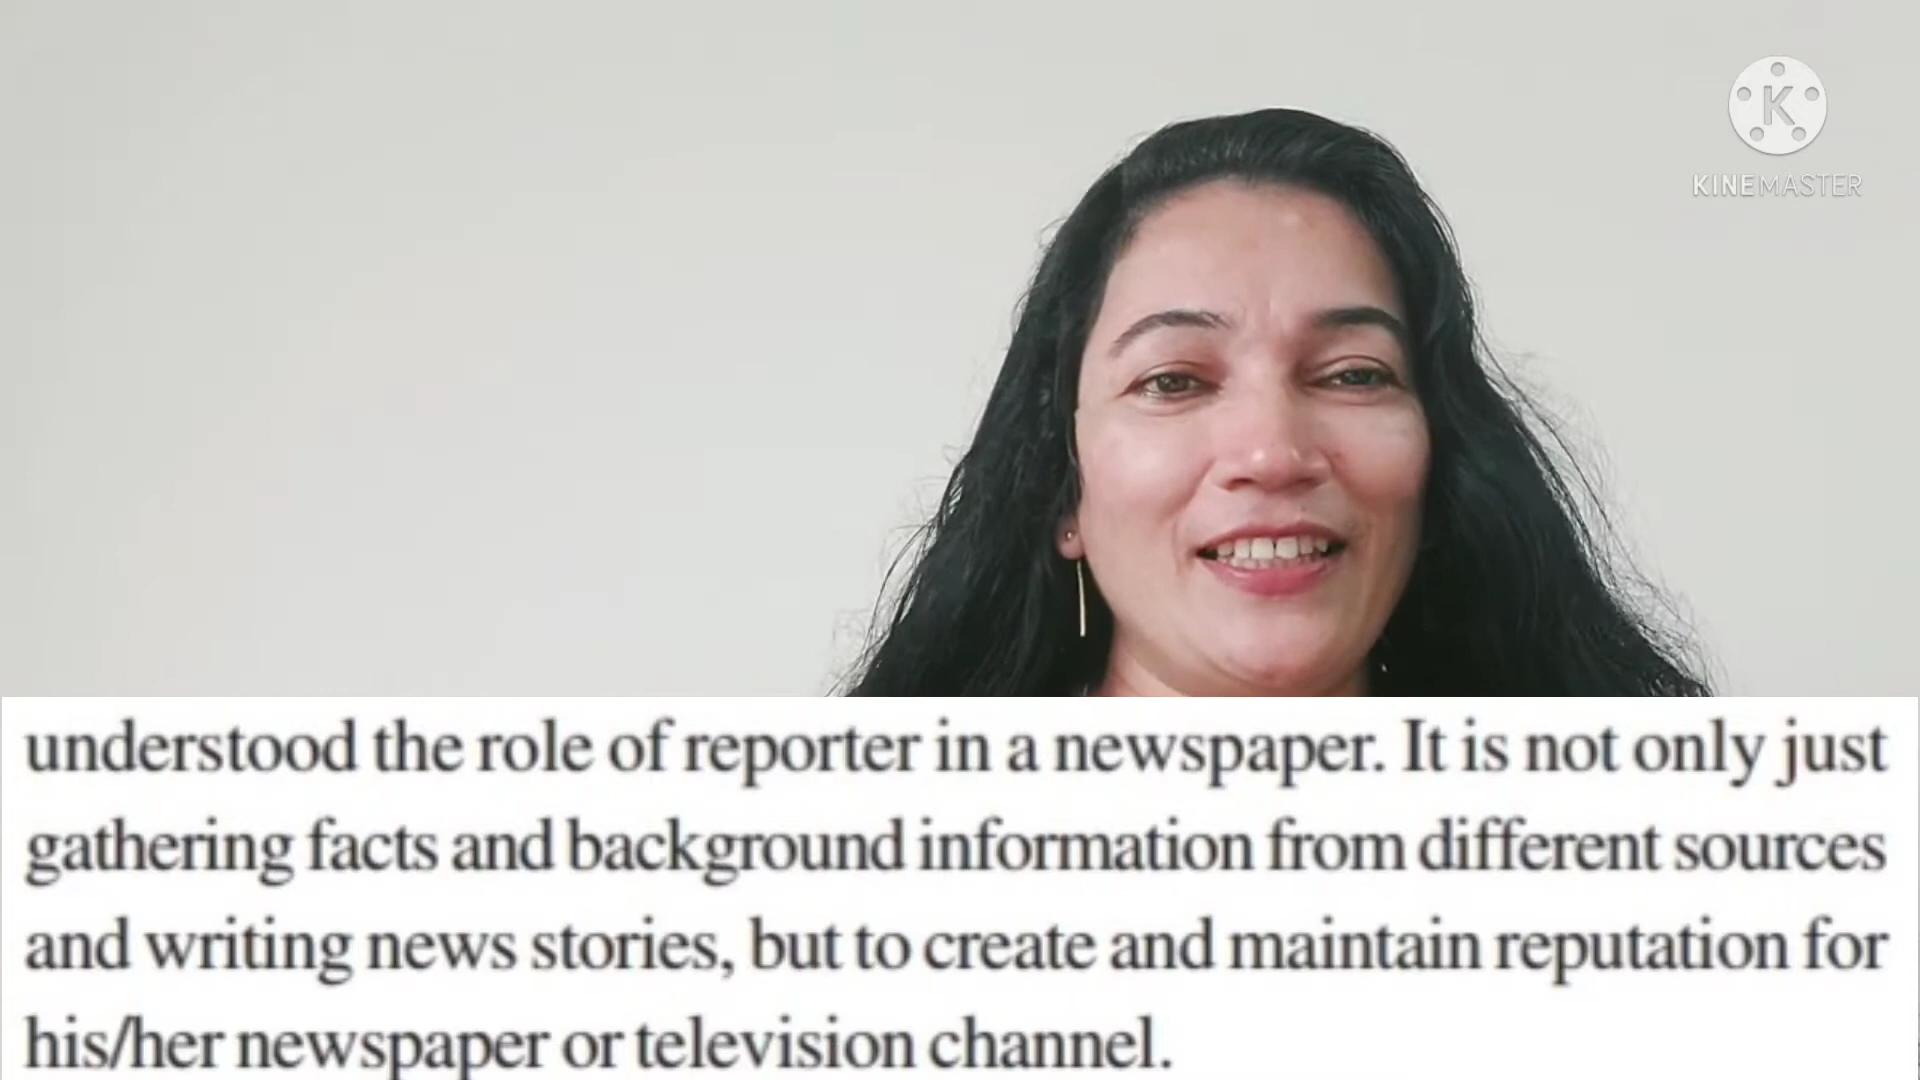 K
KINEMASTER
understood the role of reporter in a newspaper. It is not only just
gathering facts and background information from different sources
and writing news stories, but to create and maintain reputation for
his/her newspaper or television channel.